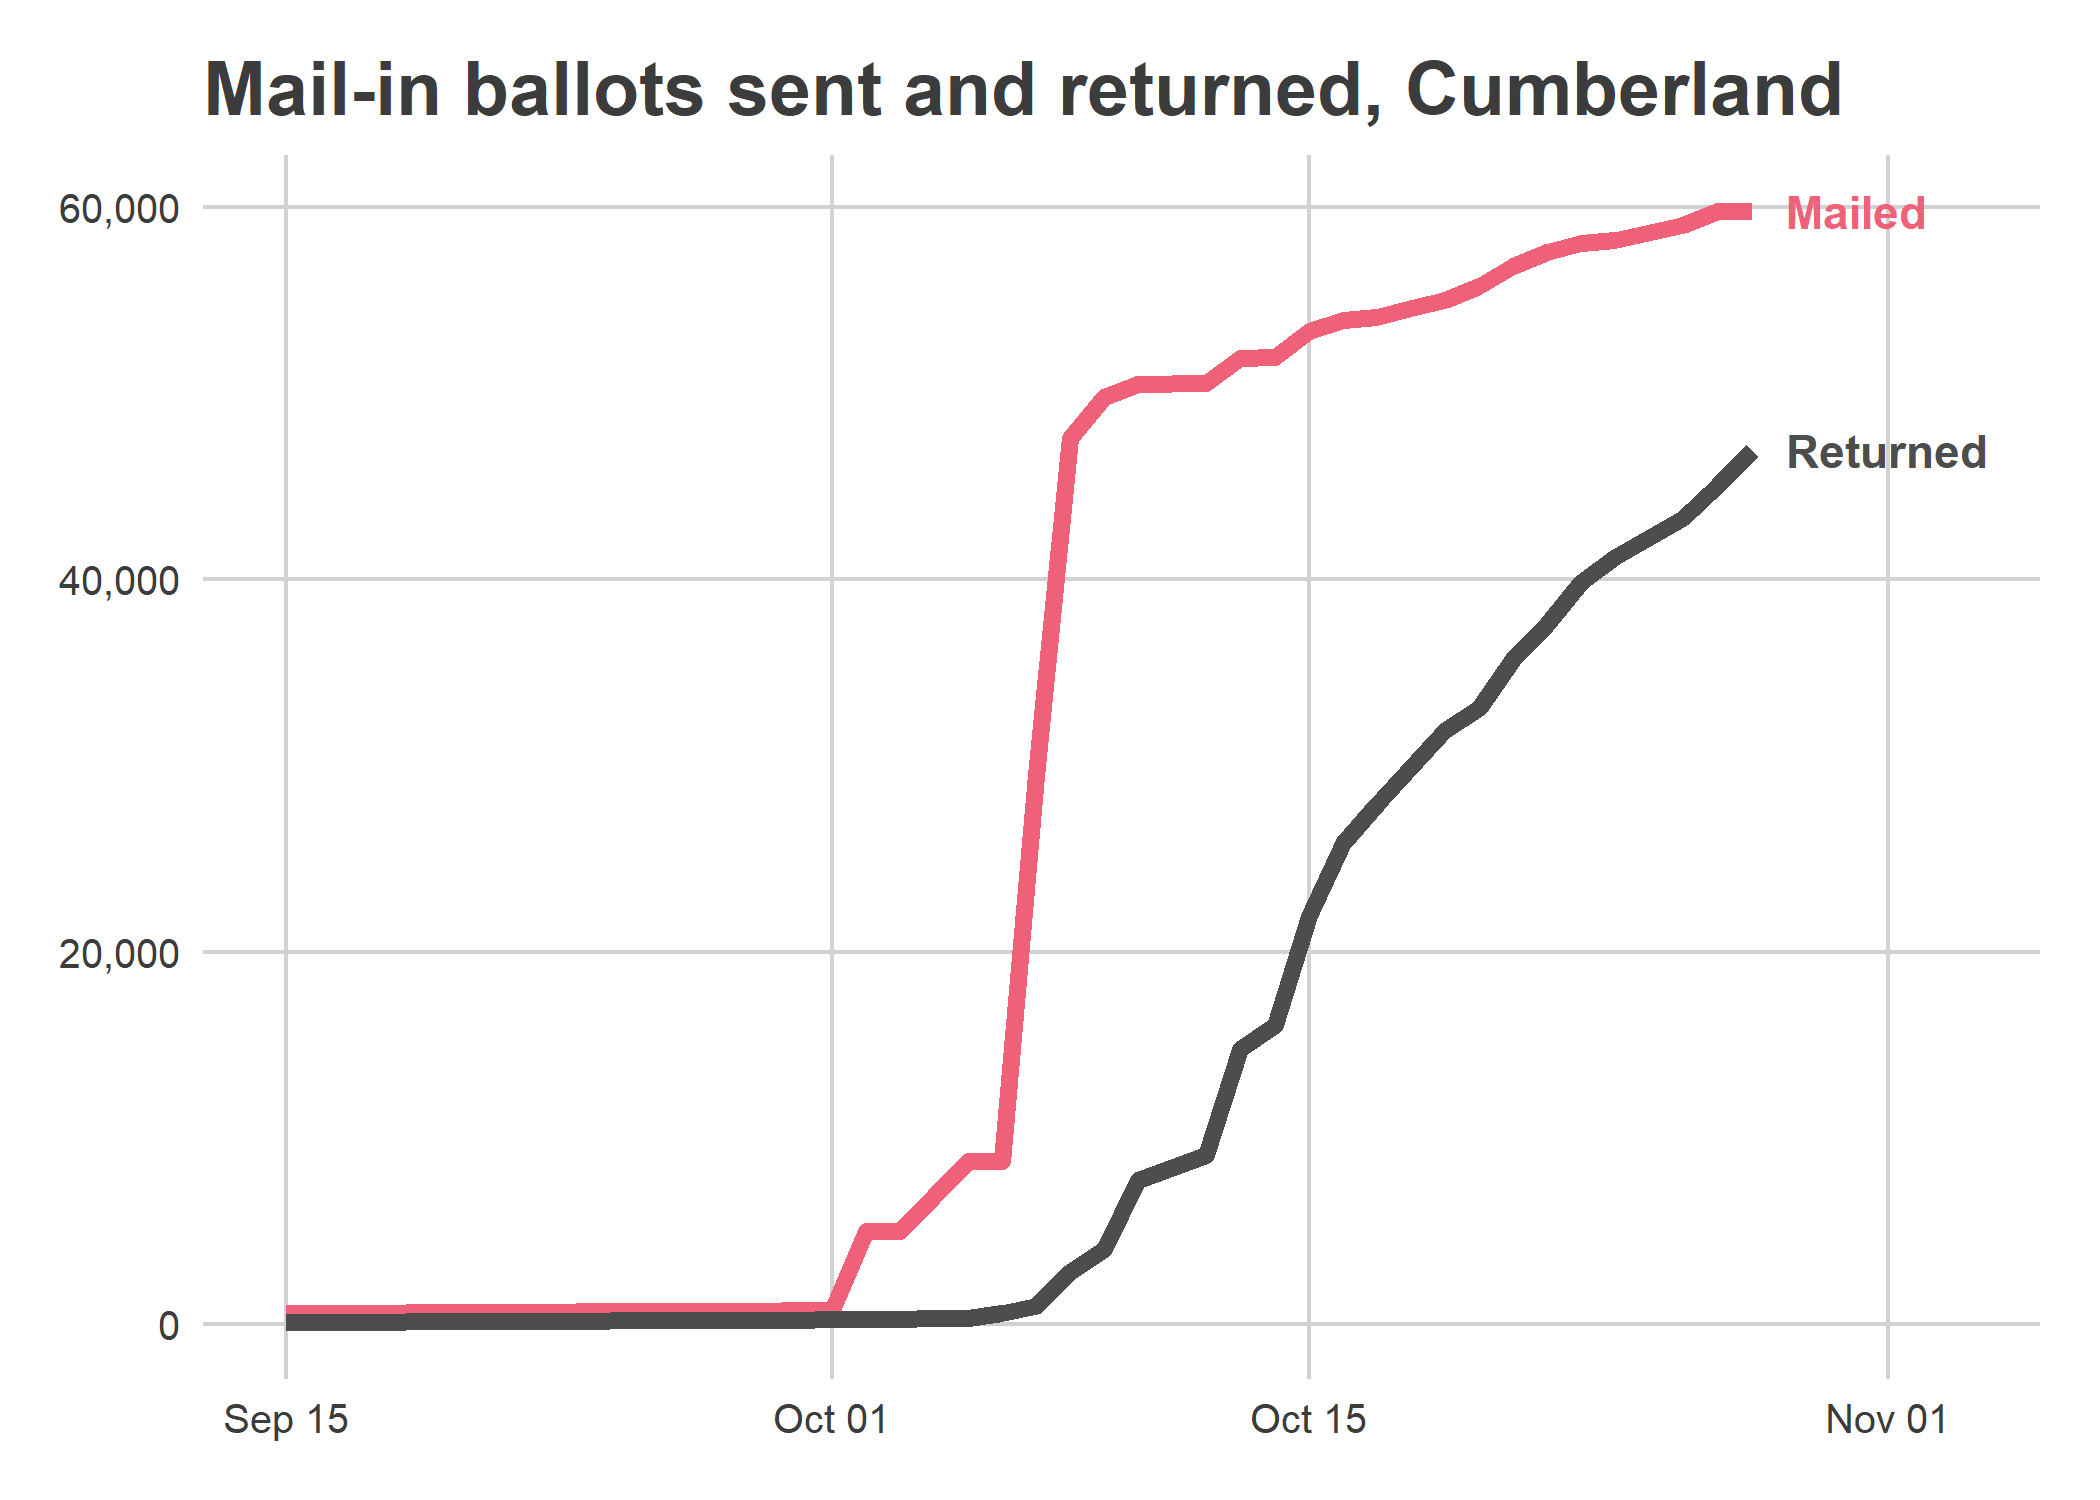 Mail-in ballots sent and returned, Cumberland
60,000
Mailed
Returned
40,000
20,000
0
Sep 15
Oct 01
Oct 15
Nov 01